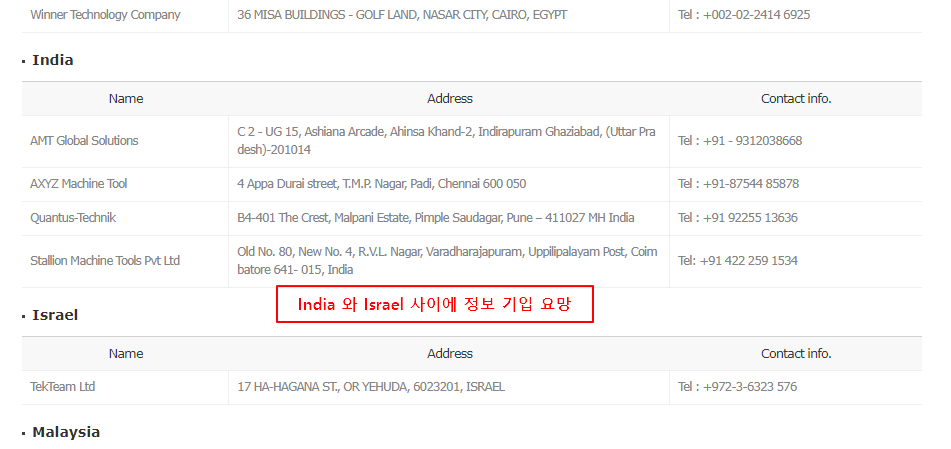 Winner Technology Company 36 MISA BUILDINGS - GOLF LAND, NASAR CITY, CAIRO, EGYPT Tel : +002-02-2414 6925
India
Name Address Contact info.
AMT Global Solutions C 2 - UG 15, Ashiana Arcade, Ahinsa Khand-2, Indirapuram Ghaziabad, (Uttar Pra
desh)-201014 Tel : +91 - 9312038668
AXYZ Machine Tool 4 Appa Durai street, T.M.P. Nagar, Padi, Chennai 600 050 Tel : +91-87544 85878
Quantus-Technik B4-401 The Crest, Malpani Estate, Pimple Saudagar, Pune – 411027 MH India Tel : +91 92255 13636
Stallion Machine Tools Pvt Ltd Old No. 80, New No. 4, R.V.L. Nagar, Varadharajapuram, Uppilipalayam Post, Coim
batore 641- 015, India Tel: +91 422 259 1534
India 와 Israel 사이에 정보 기입 요망
Israel
Name Address Contact info.
TekTeam Ltd 17 HA-HAGANA ST., OR YEHUDA, 6023201, ISRAEL Tel : +972-3-6323 576
Malaysia